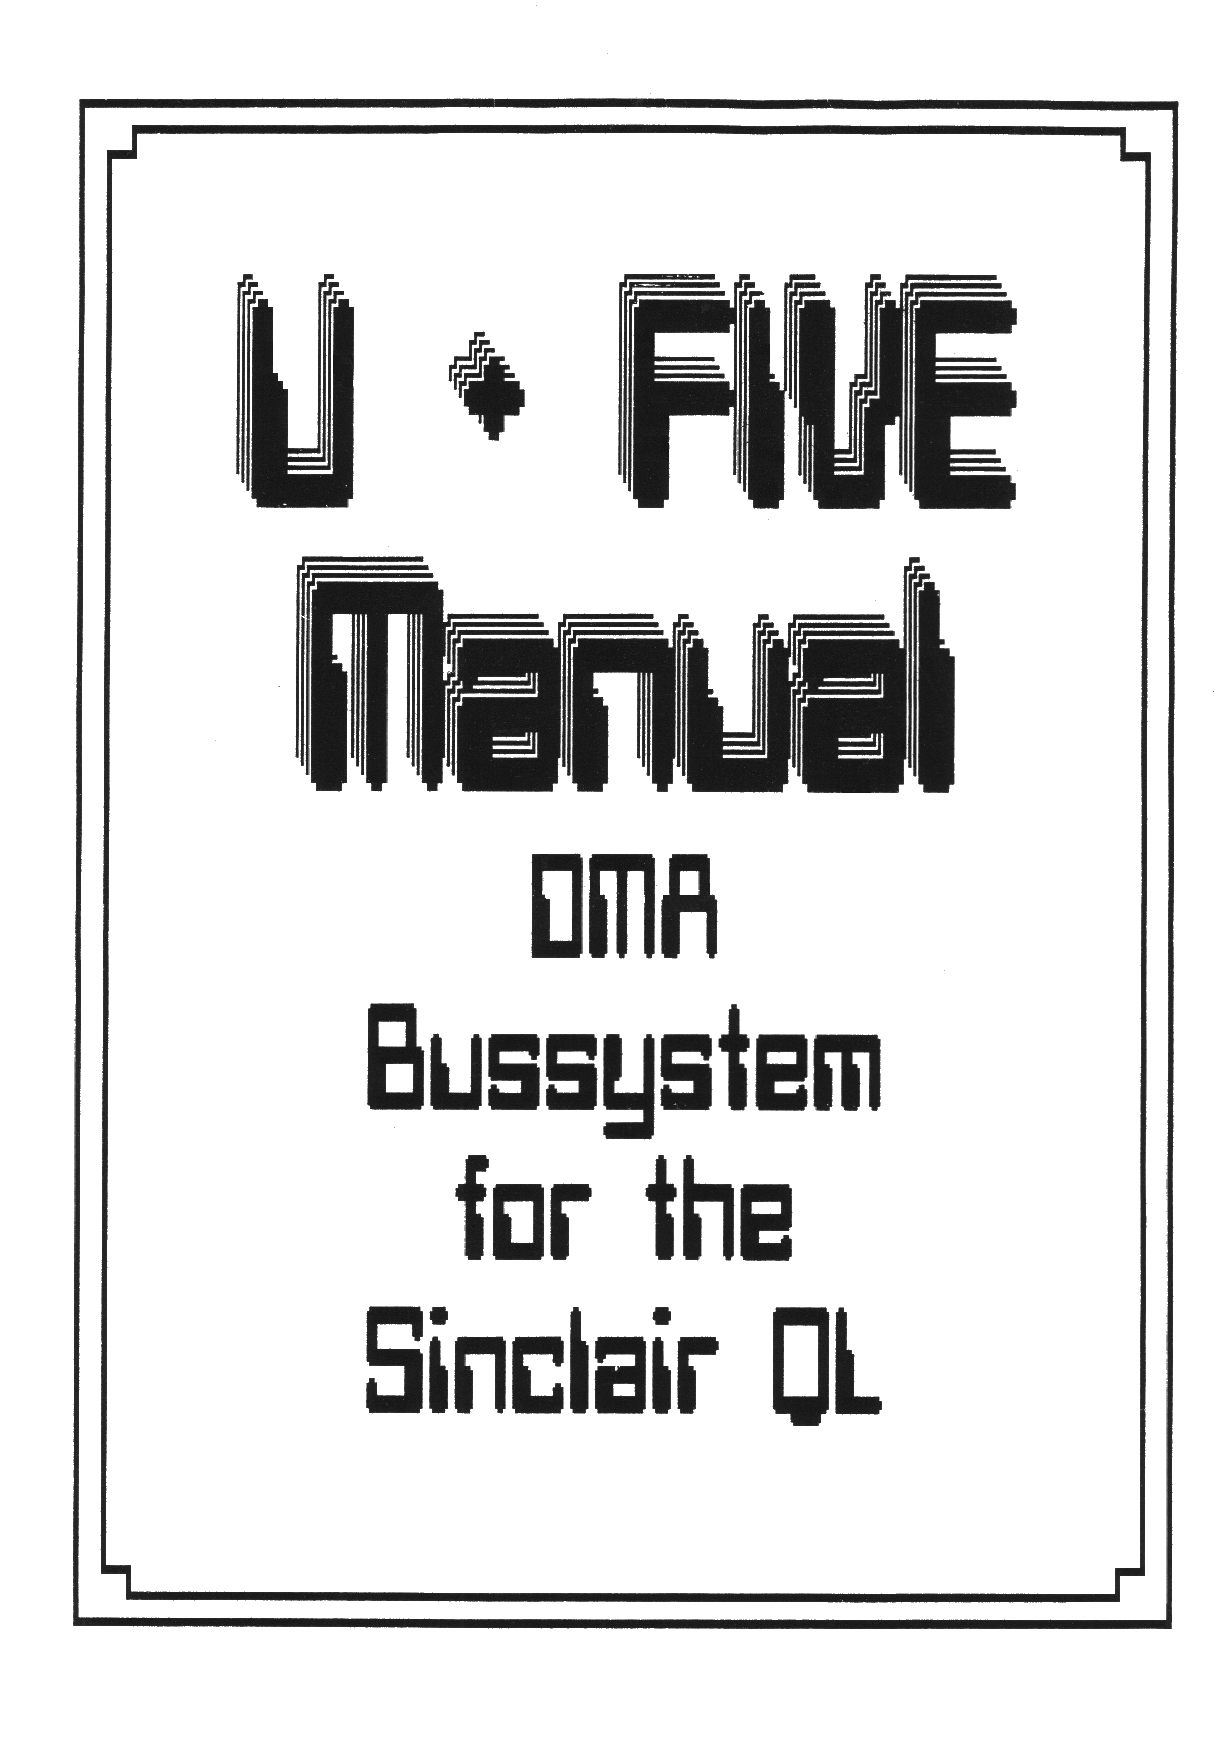 U ♦ FIVE
Manual
DMA
Bussystem
for the
Sinclair QL